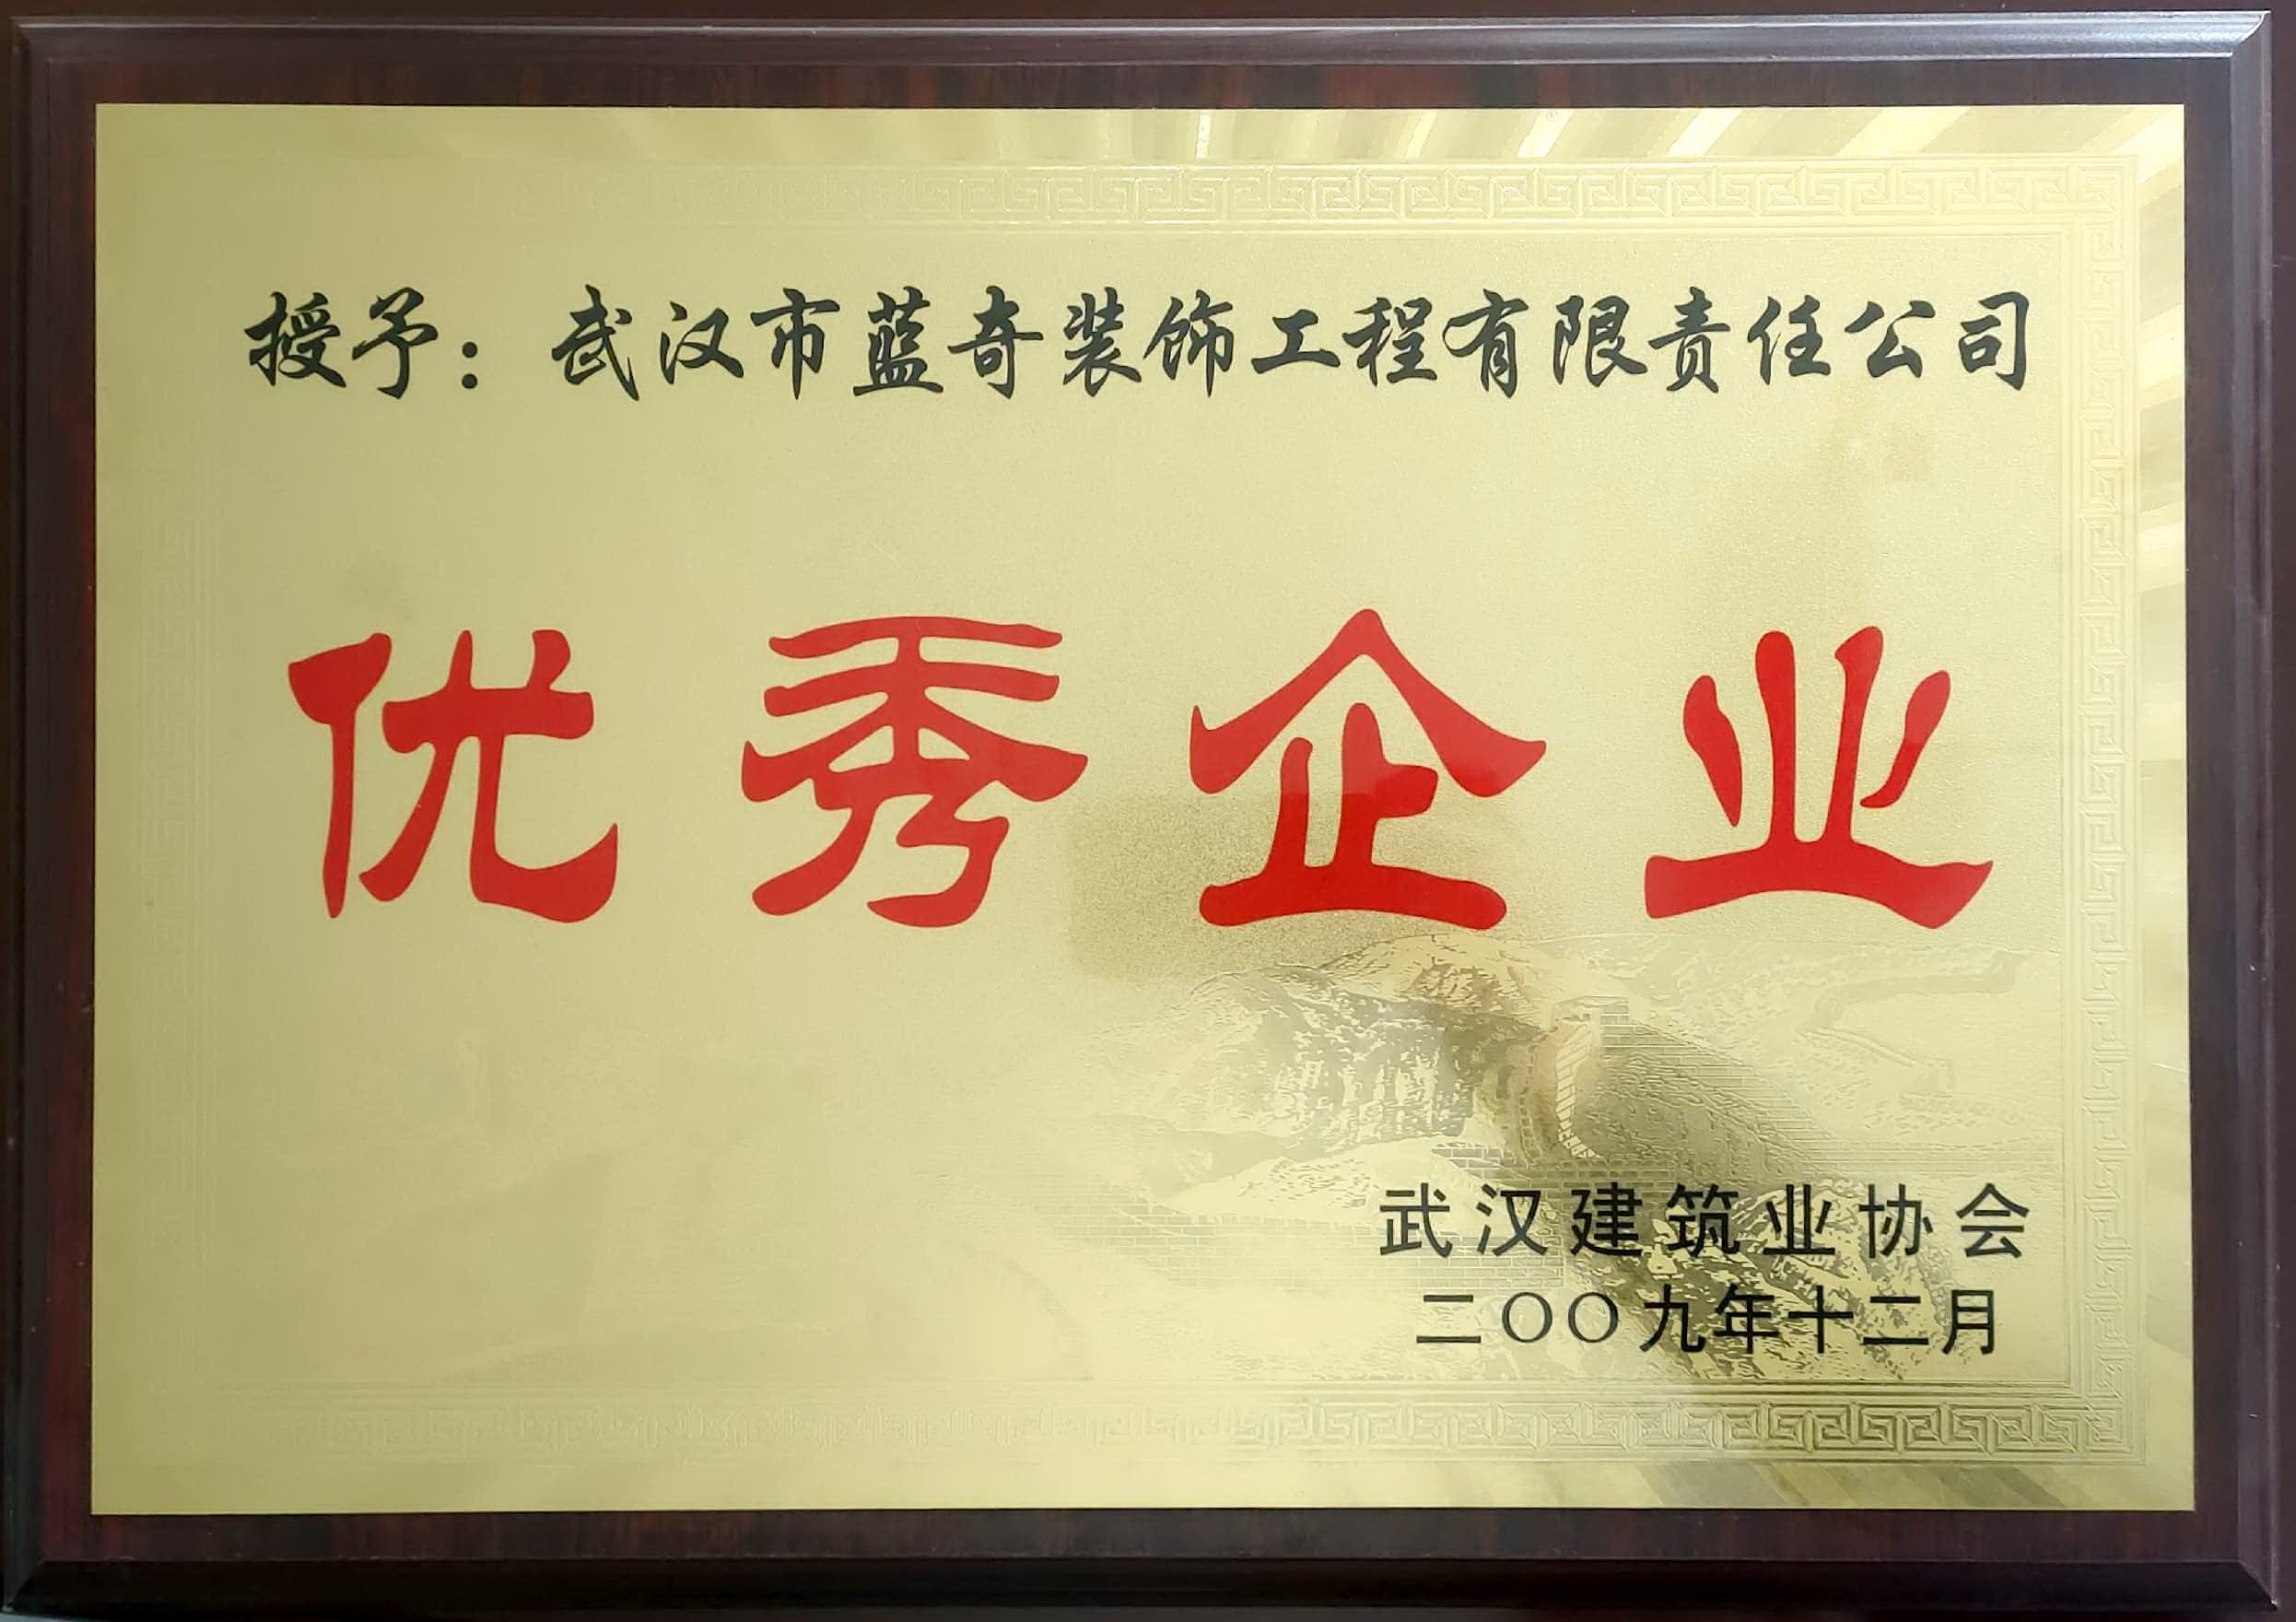 授予：武汉市蓝奇装饰工程有限责任公司
优秀企业
武汉建筑业协会
二〇〇九年十二月